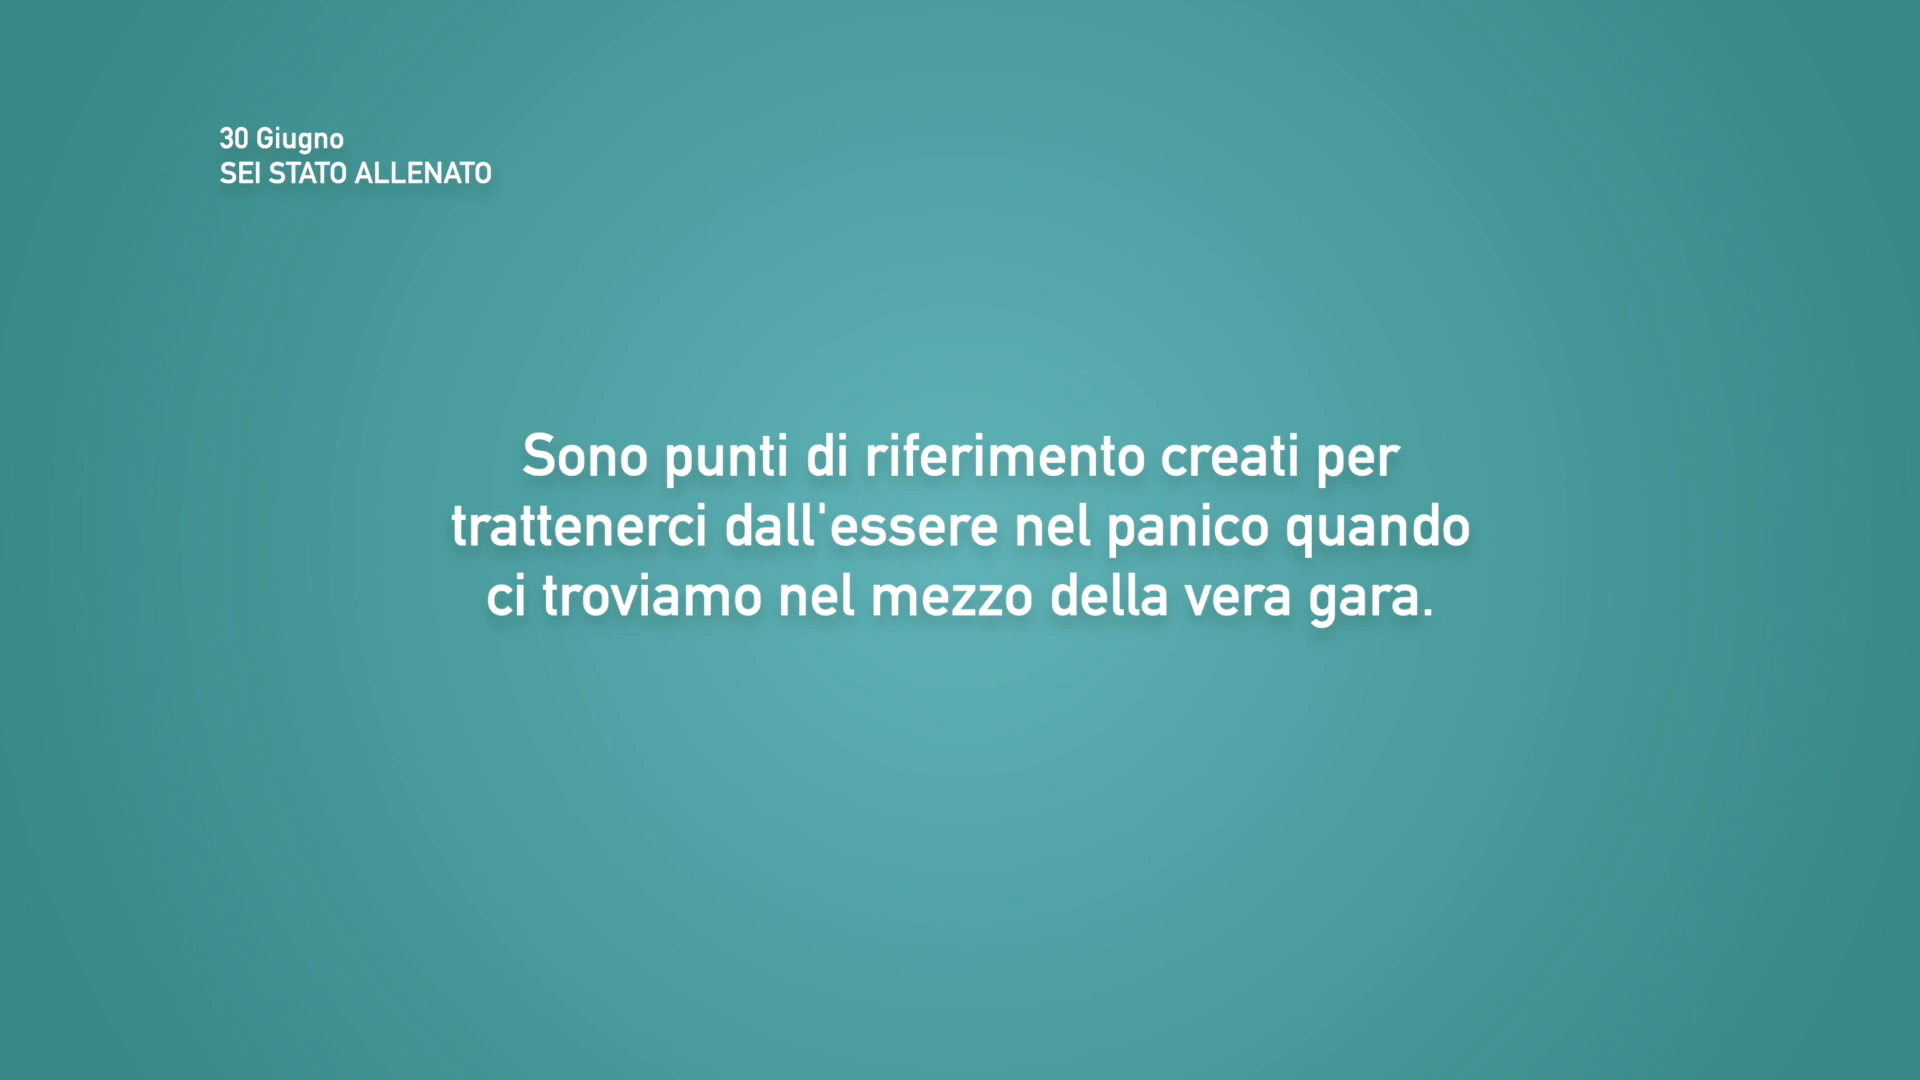 30 Giugno
SEI STATO ALLENATO
Sono punti di riferimento creati per
trattenerci dall'essere nel panico quando
ci troviamo nel mezzo della vera gara.